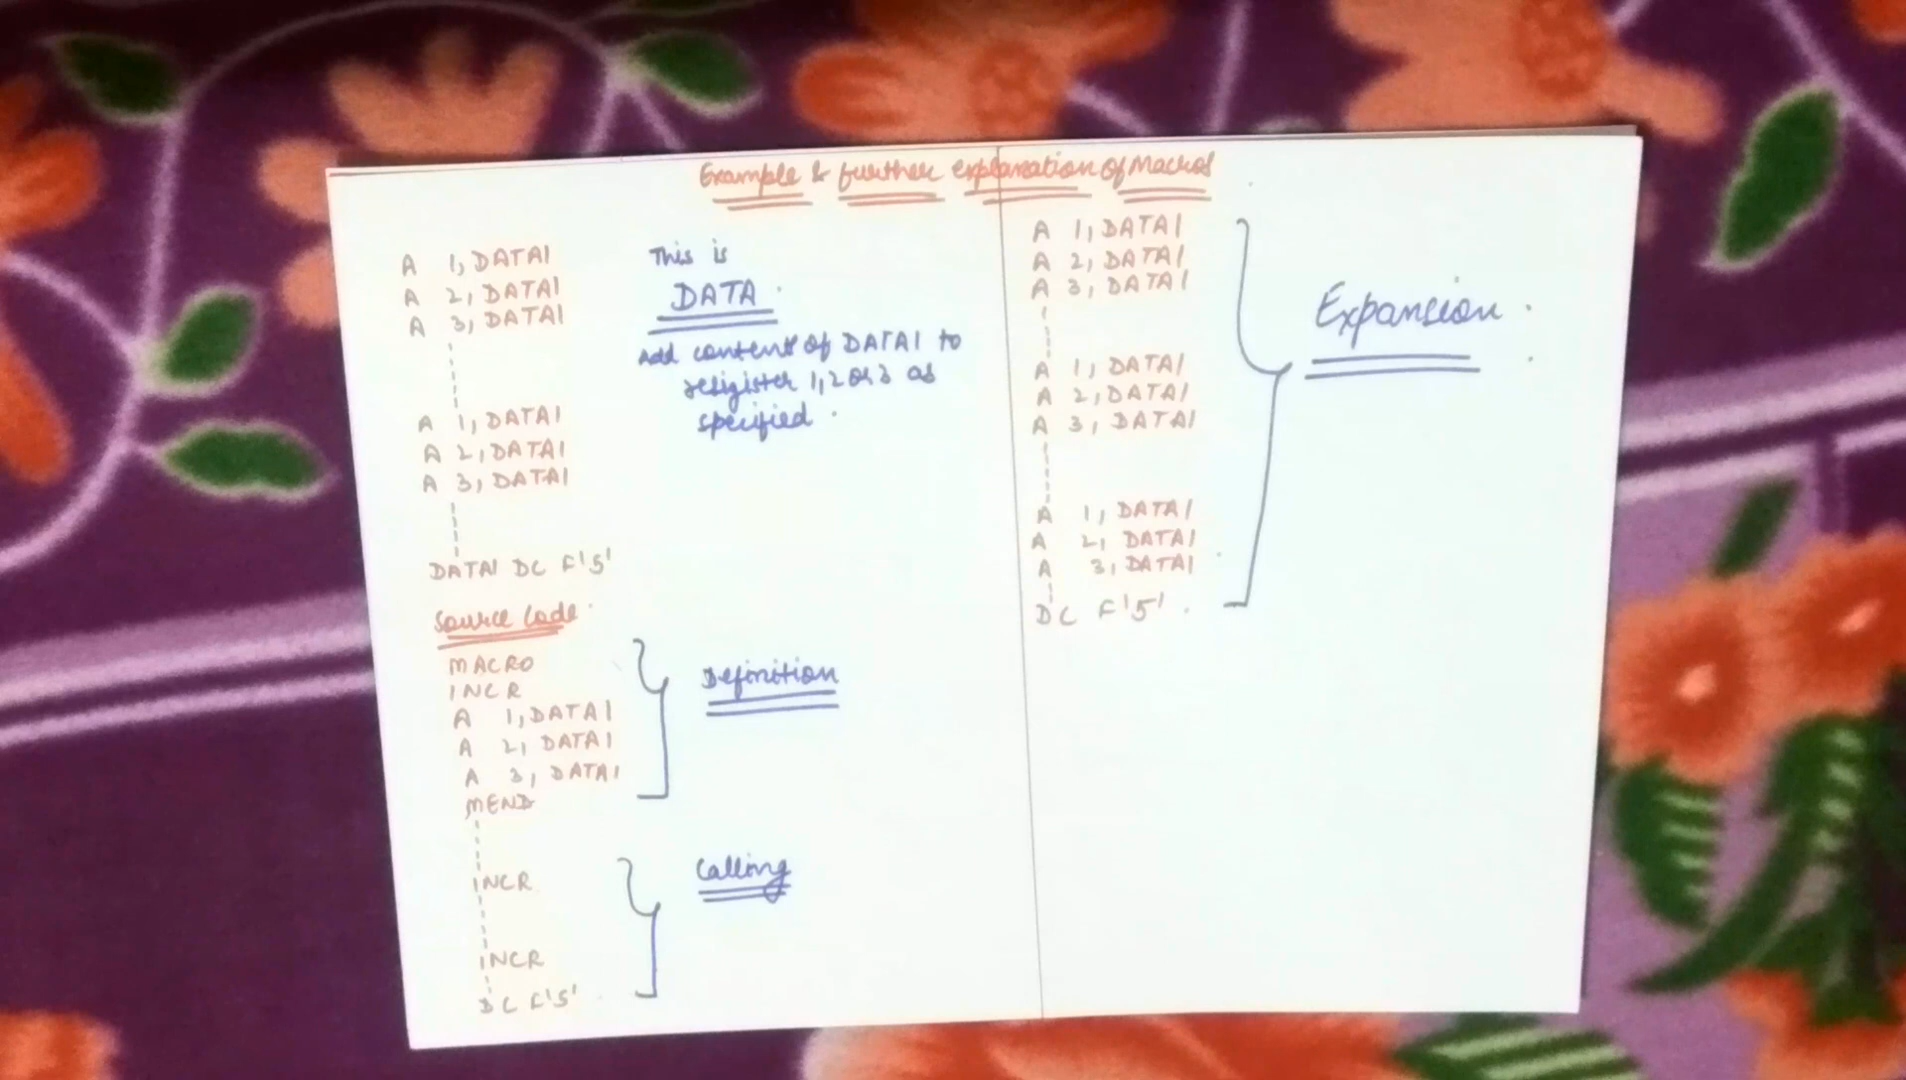 Example & further explanation of Macros
A 1, DATA1
A 2, DATA1
A 3, DATA1
A 1, DATA1
A 2, DATA1
A 3, DATA1
DATA1 DC F'5'
This is
DATA.
Add content of DATA1 to
resigister 1, 2 or 3 as
specified.
Source Code.
MACRO
INCR
A 1, DATA1
A 2, DATA1
A 3, DATA1
MEND
Definition
INCR
INCR
DC F'5'
Calling
A 1, DATA1
A 2, DATA1
A 3, DATA1
A 1, DATA1
A 2, DATA1
A 3, DATA1
A 1, DATA1
A 2, DATA1
A 3, DATA1
DC F'5'.
Expansion.